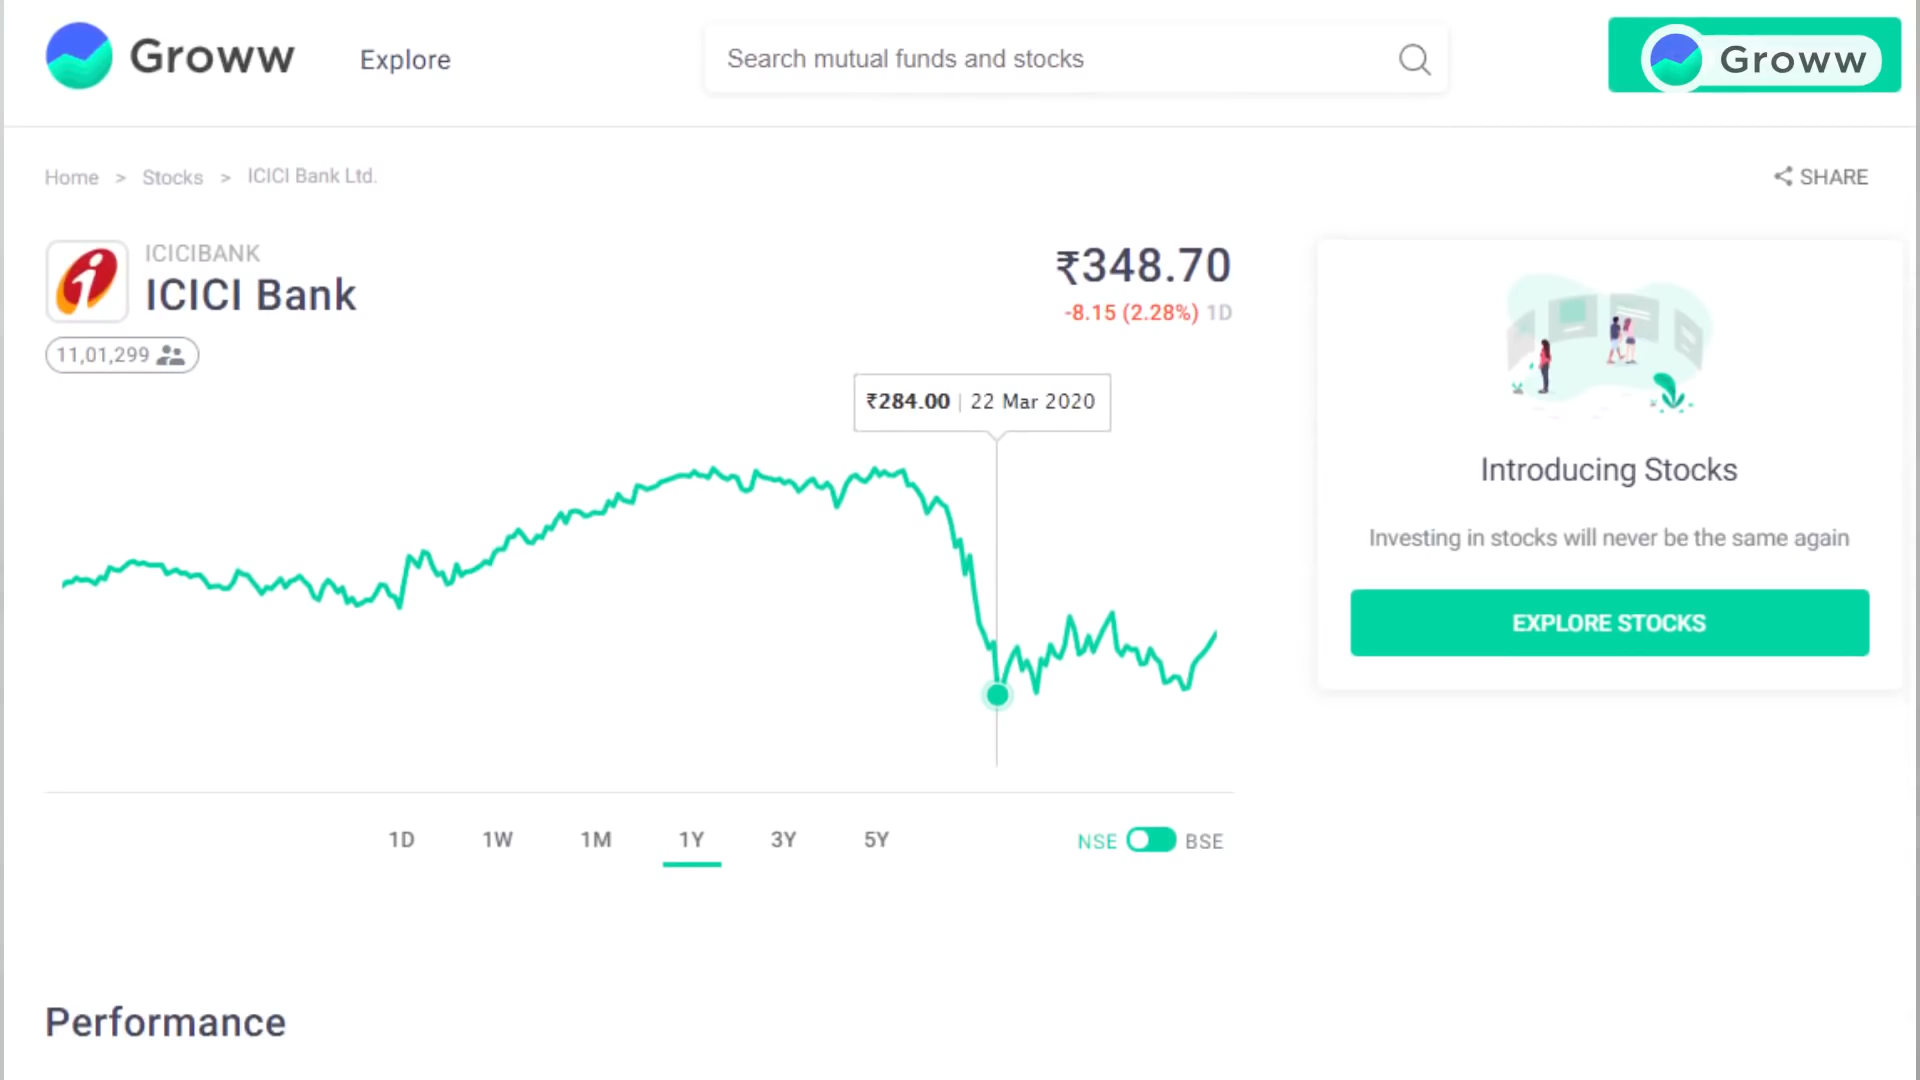 Groww
Explore
Search mutual funds and stocks
Groww
Home > Stocks > ICICI Bank Ltd.
SHARE
ICICIBANK
ICICI Bank
11,01,299
₹348.70
-8.15 (2.28%) 1D
₹284.00 | 22 Mar 2020
Introducing Stocks
Investing in stocks will never be the same again
EXPLORE STOCKS
1D 1W 1M 1Y 3Y 5Y
NSE BSE
Performance